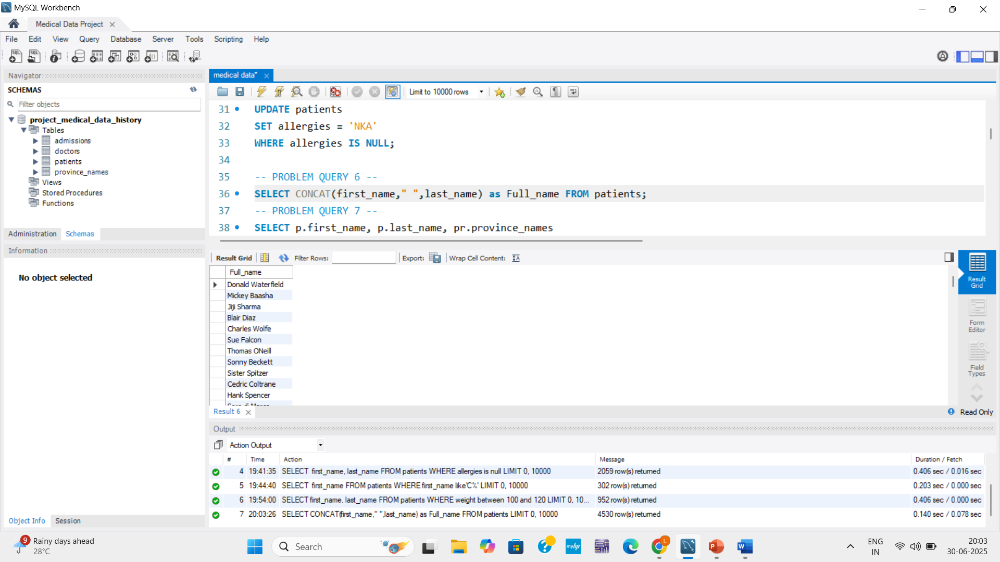 MySQL Workbench
Medical Data Project
File Edit View Query Database Server Tools Scripting Help
Navigator
SCHEMAS
Filter objects
project_medical_data_history
Tables
admissions
doctors
patients
province_names
Views
Stored Procedures
Functions
Administration Schemas
Information
No object selected
Object Info Session
medical data*
Limit to 10000 rows
31 UPDATE patients
32 SET allergies = 'NKA'
33 WHERE allergies IS NULL;
34
35 -- PROBLEM QUERY 6 --
36 SELECT CONCAT(first_name," ",last_name) as Full_name FROM patients;
37 -- PROBLEM QUERY 7 --
38 SELECT p.first_name, p.last_name, pr.province_names
Result Grid Filter Rows: Export: Wrap Cell Content:
Full_name
Donald Waterfield
Mickey Baasha
Jiji Sharma
Blair Diaz
Charles Wolfe
Sue Falcon
Thomas ONeill
Sonny Beckett
Sister Spitzer
Cedric Coltrane
Hank Spencer
Result Grid
Form Editor
Field Types
Result 6
Read Only
Output
Action Output
# Time Action Message Duration / Fetch
4 19:41:35 SELECT first_name, last_name FROM patients WHERE allergies is null LIMIT 0, 10000 2059 row(s) returned 0.406 sec / 0.016 sec
5 19:44:40 SELECT first_name FROM patients WHERE first_name like'C%' LIMIT 0, 10000 302 row(s) returned 0.203 sec / 0.000 sec
6 19:54:00 SELECT first_name, last_name FROM patients WHERE weight between 100 and 120 LIMIT 0, 10... 952 row(s) returned 0.406 sec / 0.000 sec
7 20:03:26 SELECT CONCAT(first_name," ",last_name) as Full_name FROM patients LIMIT 0, 10000 4530 row(s) returned 0.140 sec / 0.078 sec
9
Rainy days ahead
28°C
Search
myhp
L
ENG
IN
20:03
30-06-2025